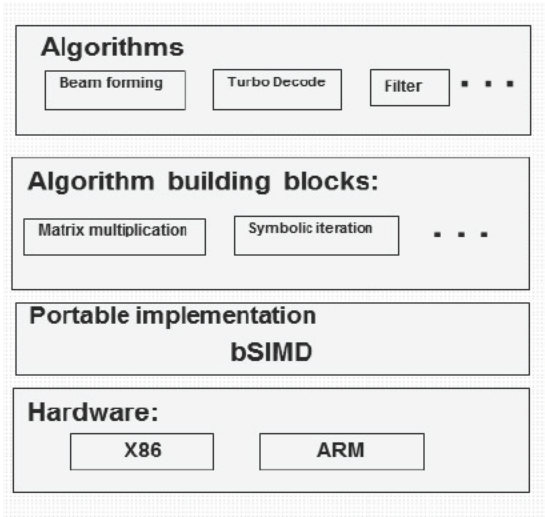 Algorithms
Beam forming
Turbo Decode
Filter
. . .
Algorithm building blocks:
Matrix multiplication
Symbolic iteration
. . .
Portable implementation
bSIMD
Hardware:
X86
ARM